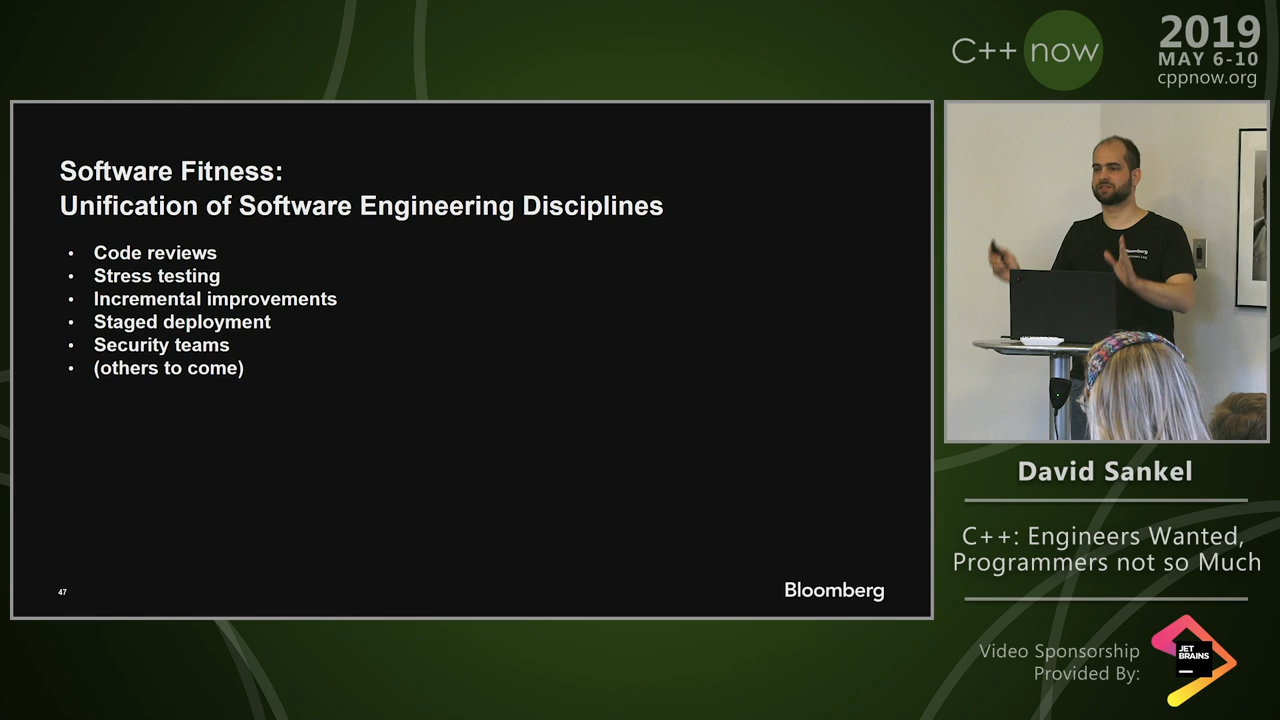 C++ now
2019
MAY 6-10
cppnow.org
Software Fitness:
Unification of Software Engineering Disciplines
• Code reviews
• Stress testing
• Incremental improvements
• Staged deployment
• Security teams
• (others to come)
47
Bloomberg
Bloomberg
David Sankel
C++: Engineers Wanted,
Programmers not so Much
Video Sponsorship
Provided By:
JET
BRAINS